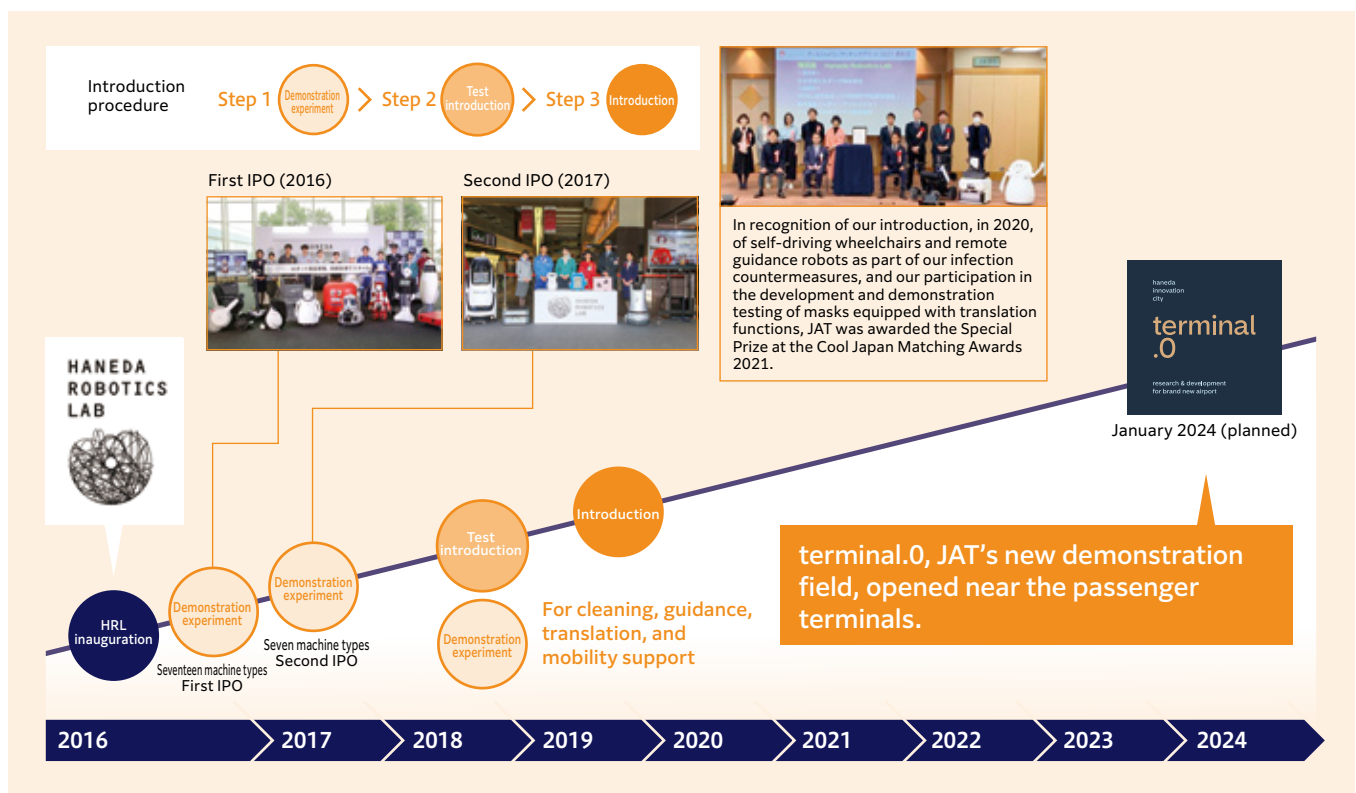 Introduction
procedure
Step 1
Demonstration
experiment
Step 2
Test
introduction
Step 3
Introduction
First IPO (2016)
Second IPO (2017)
HANEDA
ROBOTICS
LAB
In recognition of our introduction, in 2020,
of self-driving wheelchairs and remote
guidance robots as part of our infection
countermeasures, and our participation in
the development and demonstration
testing of masks equipped with translation
functions, JAT was awarded the Special
Prize at the Cool Japan Matching Awards
2021.
haneda
innovation
city
terminal
.0
research & development
for brand new airport
January 2024 (planned)
HANEDA
ROBOTICS
LAB
HRL
inauguration
Demonstration
experiment
Seventeen machine types
First IPO
Demonstration
experiment
Seven machine types
Second IPO
Test
introduction
Introduction
Demonstration
experiment
For cleaning, guidance,
translation, and
mobility support
terminal.0, JAT's new demonstration
field, opened near the passenger
terminals.
2016
2017
2018
2019
2020
2021
2022
2023
2024